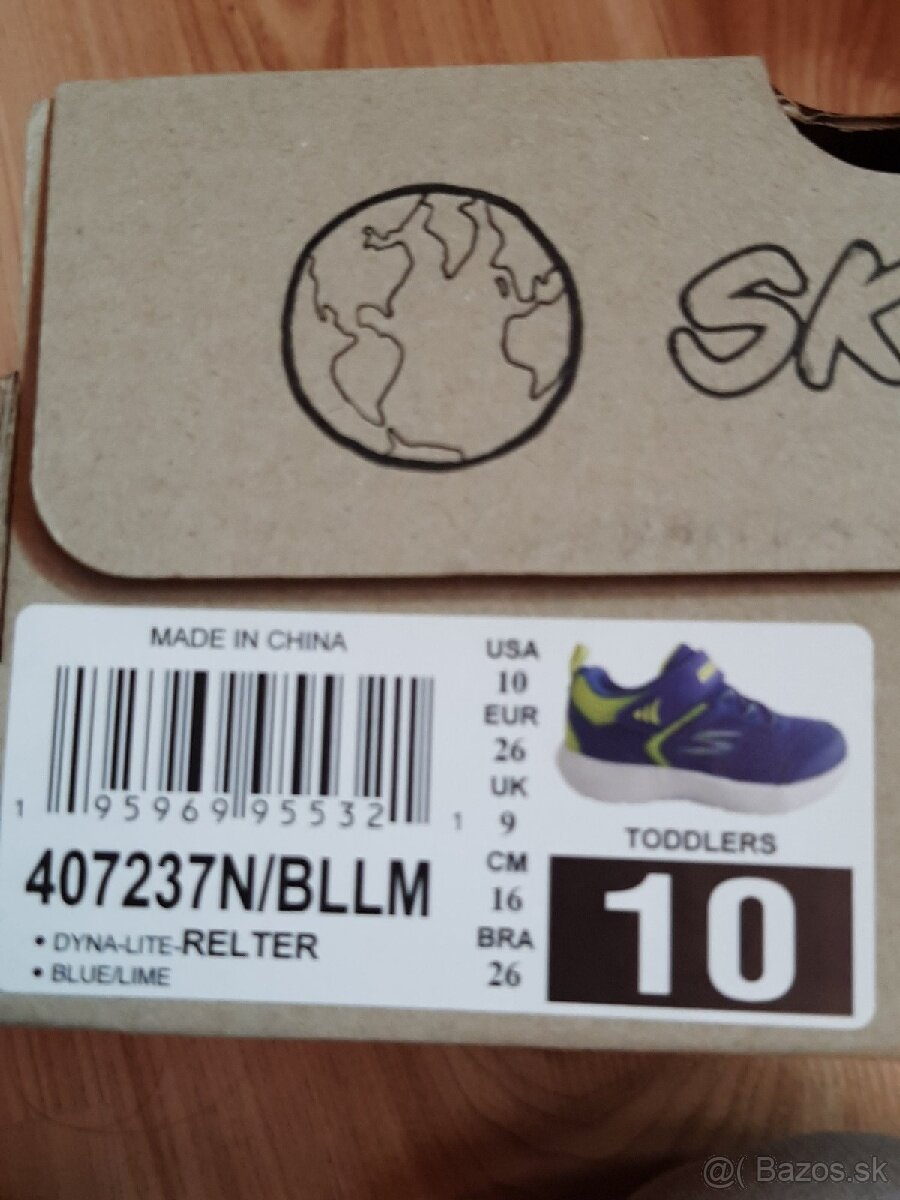 SK
MADE IN CHINA
1 95969 95532 1
407237N/BLLM
• DYNA-LITE-RELTER
• BLUE/LIME
USA
10
EUR
26
UK
9
CM
16
BRA
26
TODDLERS
10
@( Bazos.sk